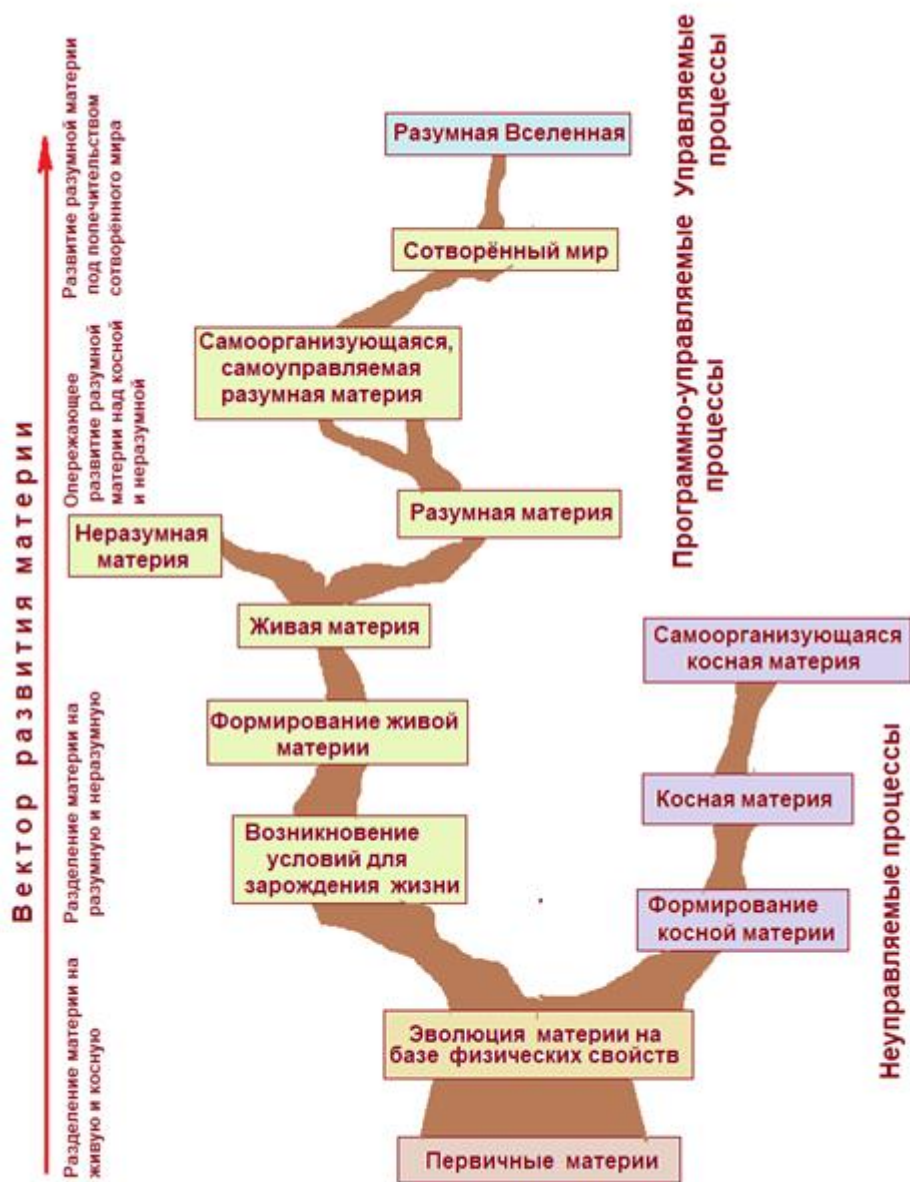 Вектор развития материи
Развитие разумной материи
под попечительством
сотворённого мира
Опережающее
развитие разумной
материи над косной
и неразумной
Разделение материи на
разумную и неразумную
Разделение материи на
живую и косную
Разумная Вселенная
Сотворённый мир
Самоорганизующаяся,
самоуправляемая
разумная материя
Разумная материя
Неразумная
материя
Живая материя
Формирование живой
материи
Возникновение
условий для
зарождения жизни
Самоорганизующаяся
косная материя
Косная материя
Формирование
косной материи
Эволюция материи на
базе физических свойств
Первичные материи
Управляемые
процессы
Программно-управляемые
процессы
Неуправляемые процессы